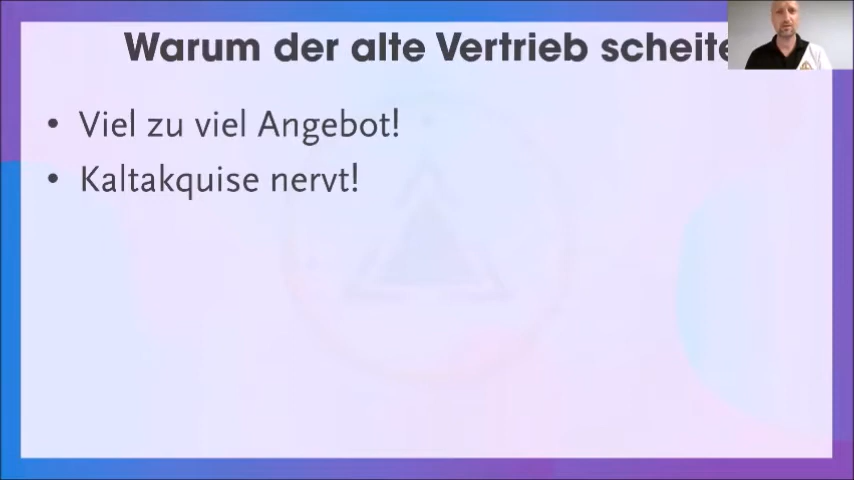 Warum der alte Vertrieb scheite
• Viel zu viel Angebot!
• Kaltakquise nervt!